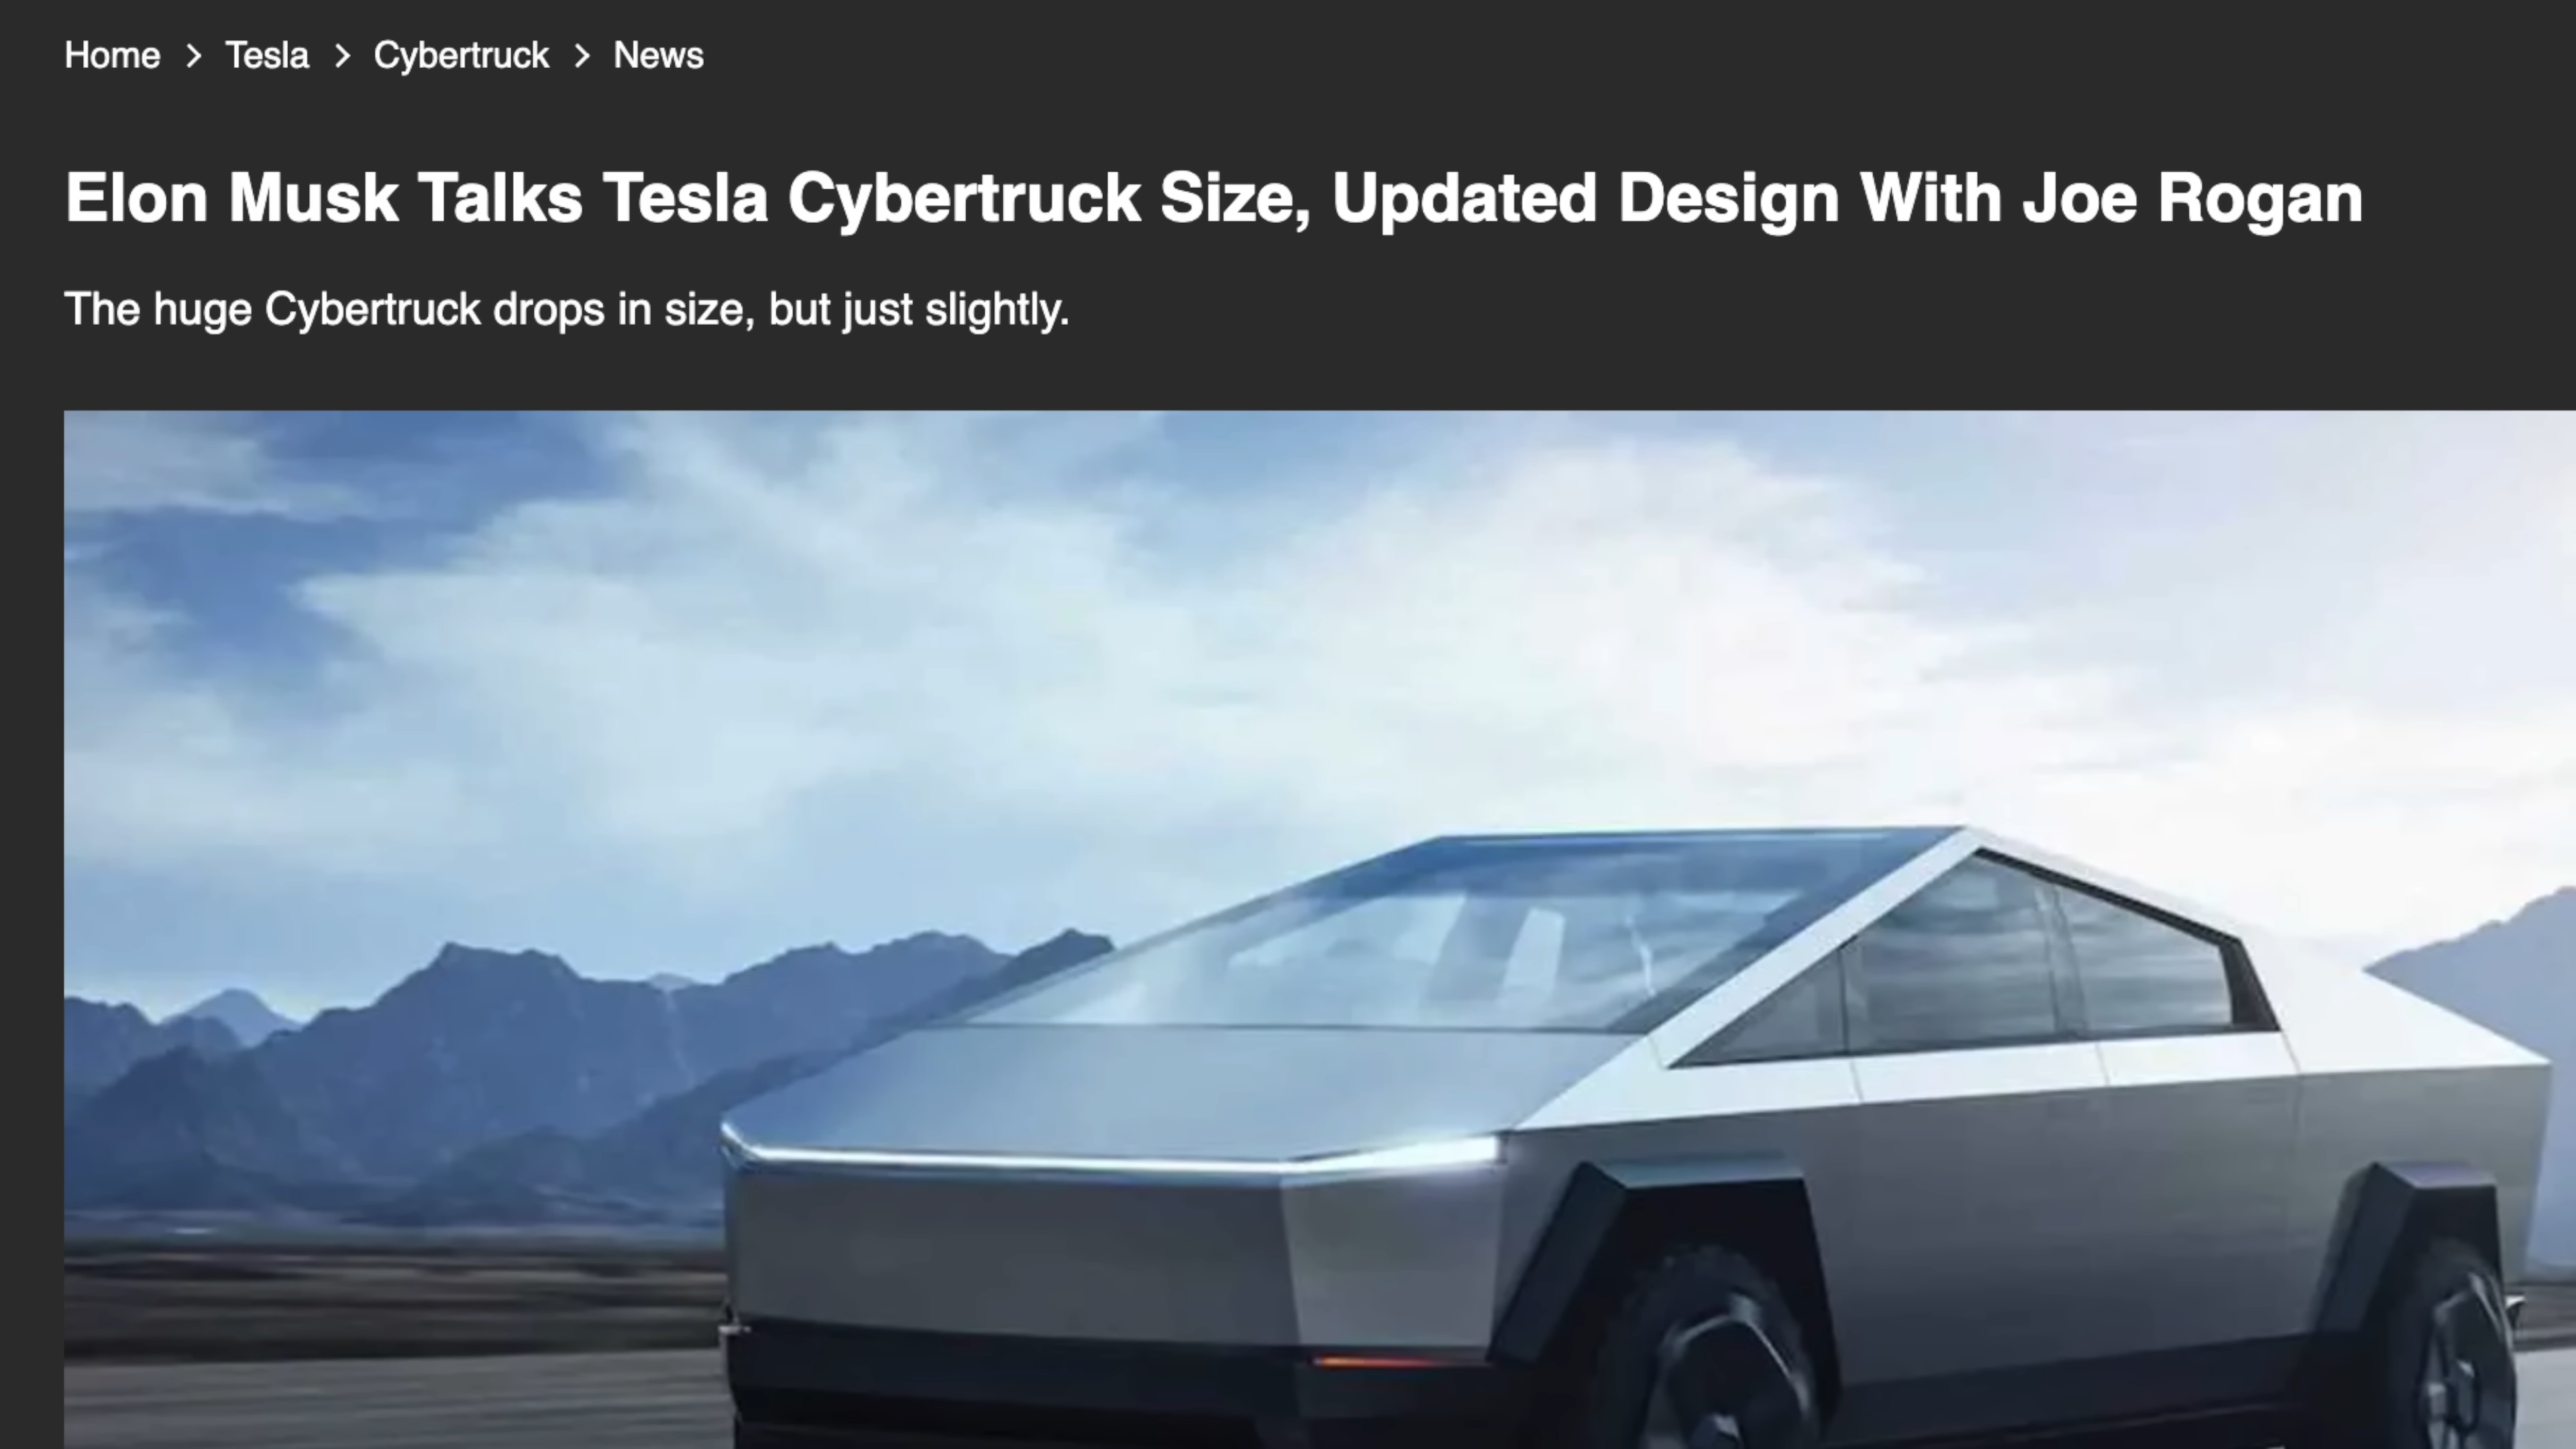 Home > Tesla > Cybertruck > News
Elon Musk Talks Tesla Cybertruck Size, Updated Design With Joe Rogan
The huge Cybertruck drops in size, but just slightly.